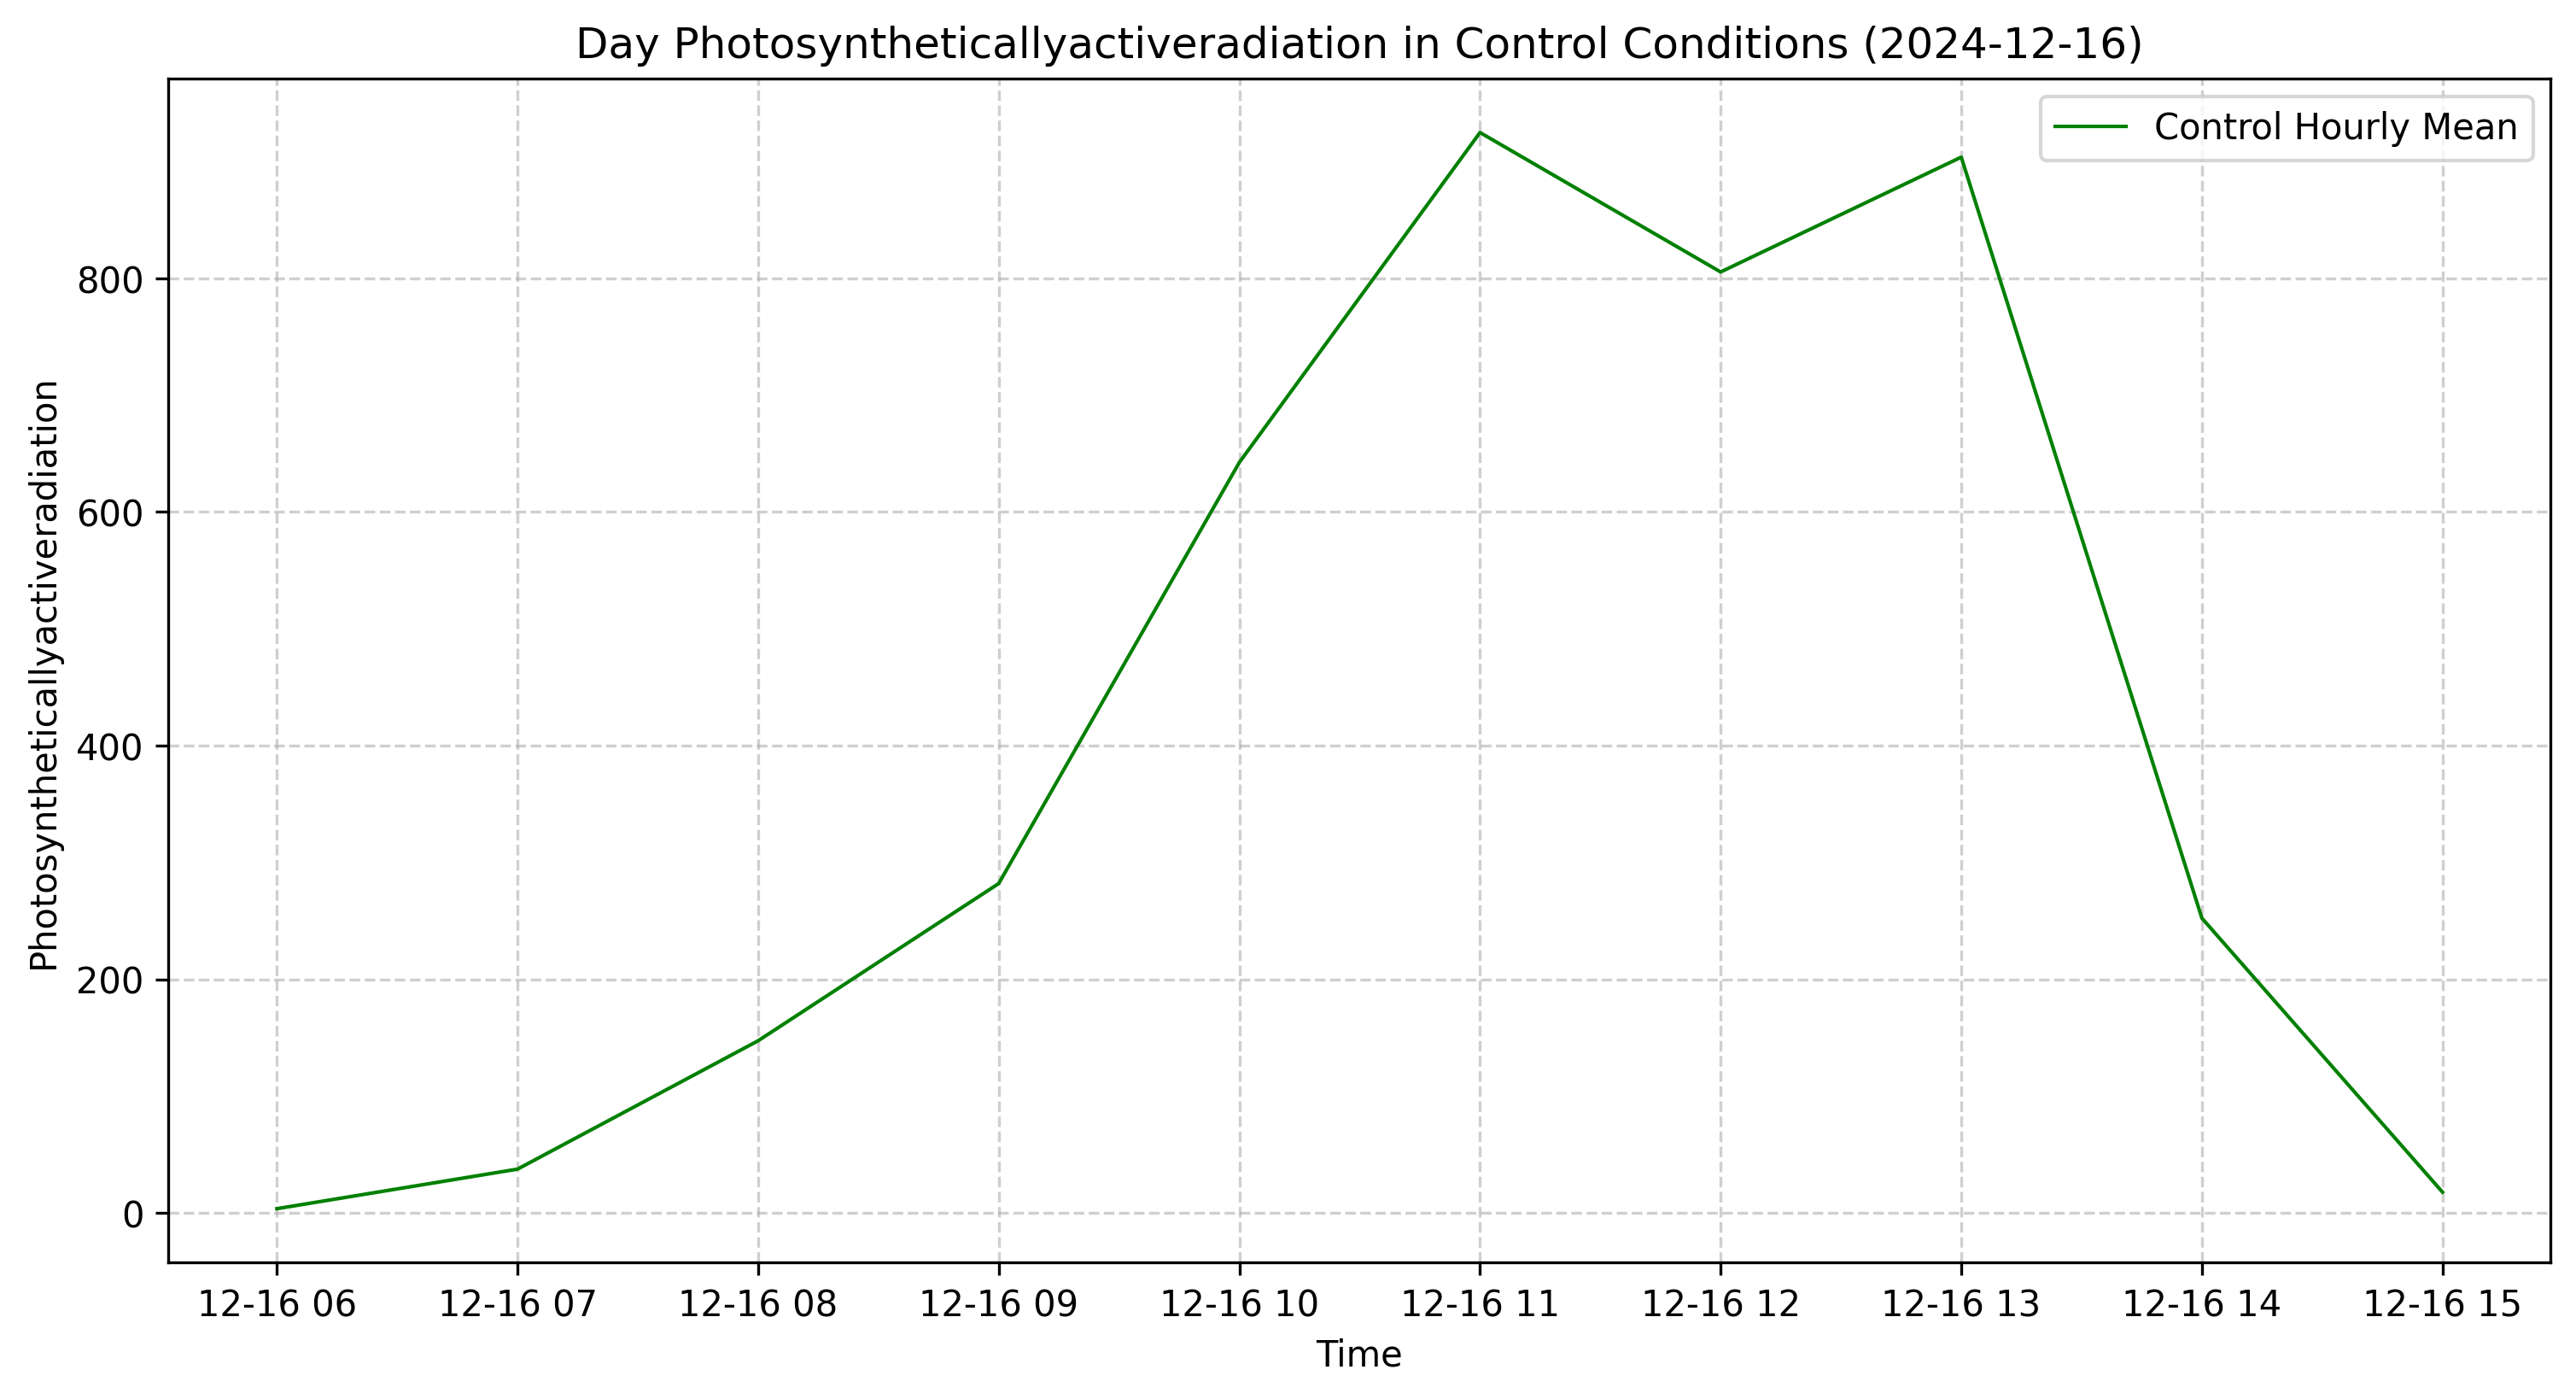 Day Photosyntheticallyactiveradiation in Control Conditions (2024-12-16)
Control Hourly Mean
Photosyntheticallyactiveradiation
800
600
400
200
0
12-16 06 12-16 07 12-16 08 12-16 09 12-16 10 12-16 11 12-16 12 12-16 13 12-16 14 12-16 15
Time